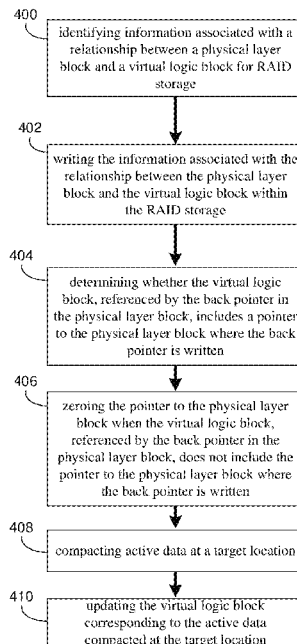 400
identifying information associated with a
relationship between a physical layer
block and a virtual logic block for RAID
storage
402
writing the information associated with the
relationship between the physical layer
block and the virtual logic block within
the RAID storage
404
determining whether the virtual logic
block, referenced by the back pointer in
the physical layer block, includes a pointer
to the physical layer block where the back
pointer is written
406
zeroing the pointer to the physical layer
block when the virtual logic block,
referenced by the back pointer in the
physical layer block, does not include the
pointer to the physical layer block where
the back pointer is written
408
compacting active data at a target location
410
updating the virtual logic block
corresponding to the active data
compacted at the target location